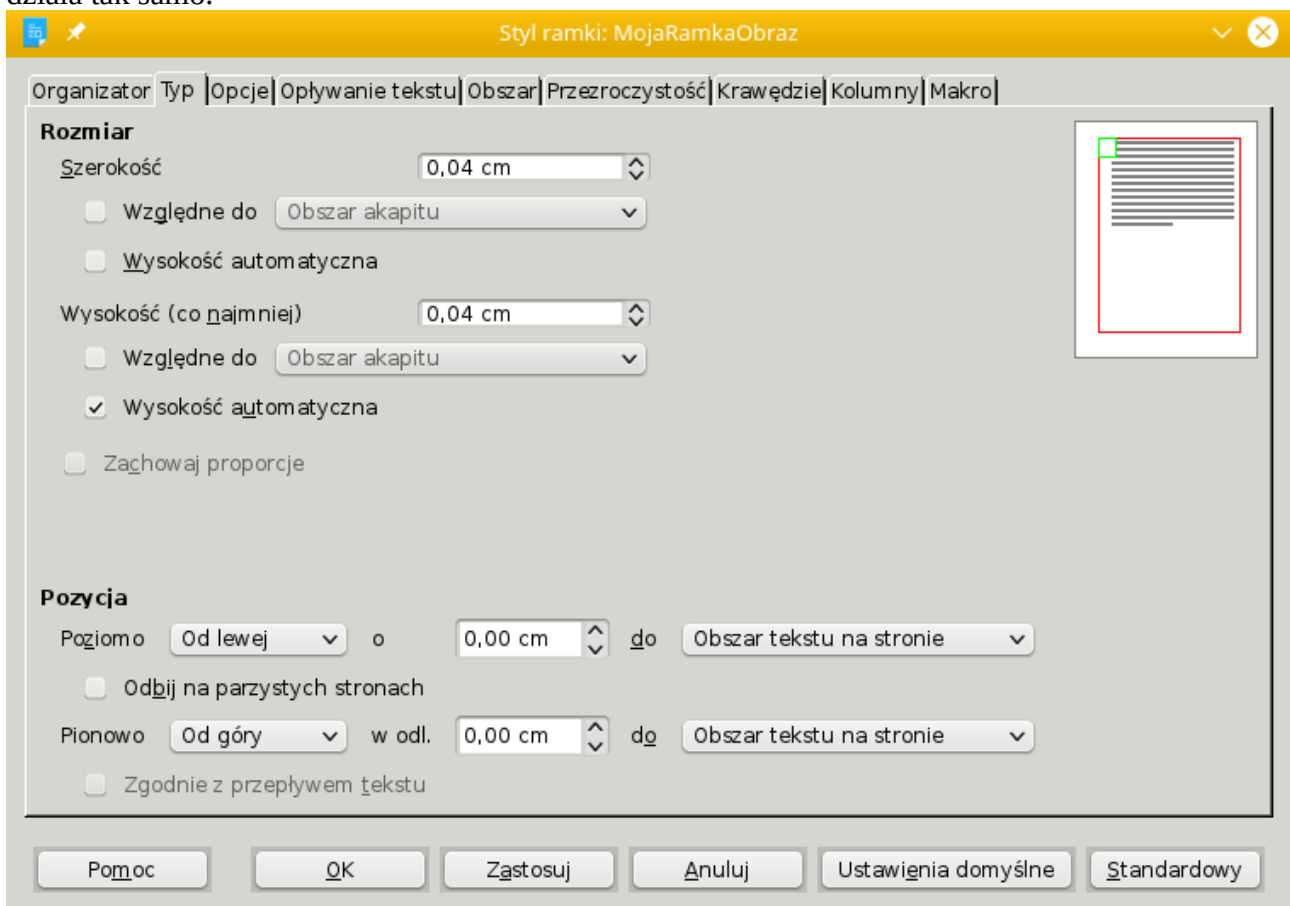 działa tak samo.
Styl ramki: MojaRamkaObraz
Organizator Typ Opcje Opływanie tekstu Obszar Przezroczystość Krawędzie Kolumny Makro
Rozmiar
Szerokość 0,04 cm
Względne do Obszar akapitu
Wysokość automatyczna
Wysokość (co najmniej) 0,04 cm
Względne do Obszar akapitu
Wysokość automatyczna
Zachowaj proporcje
Pozycja
Poziomo Od lewej o 0,00 cm do Obszar tekstu na stronie
Odbij na parzystych stronach
Pionowo Od góry w odl. 0,00 cm do Obszar tekstu na stronie
Zgodnie z przepływem tekstu
Pomoc OK Zastosuj Anuluj Ustawienia domyślne Standardowy